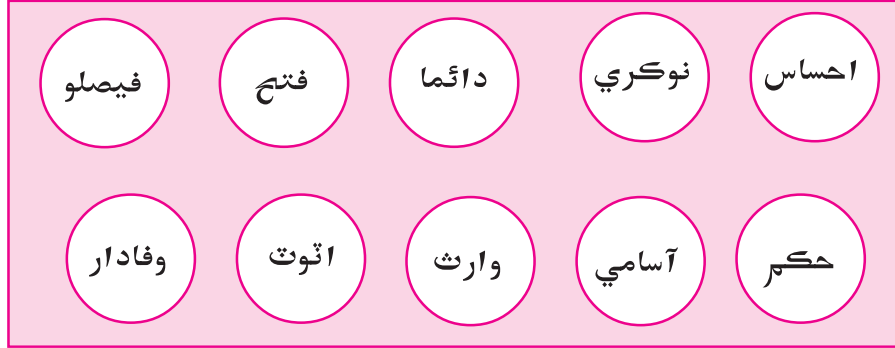 احساس نوڪري دائما فتح فيصلو
حڪم آسامي وارث اٽوٽ وفادار